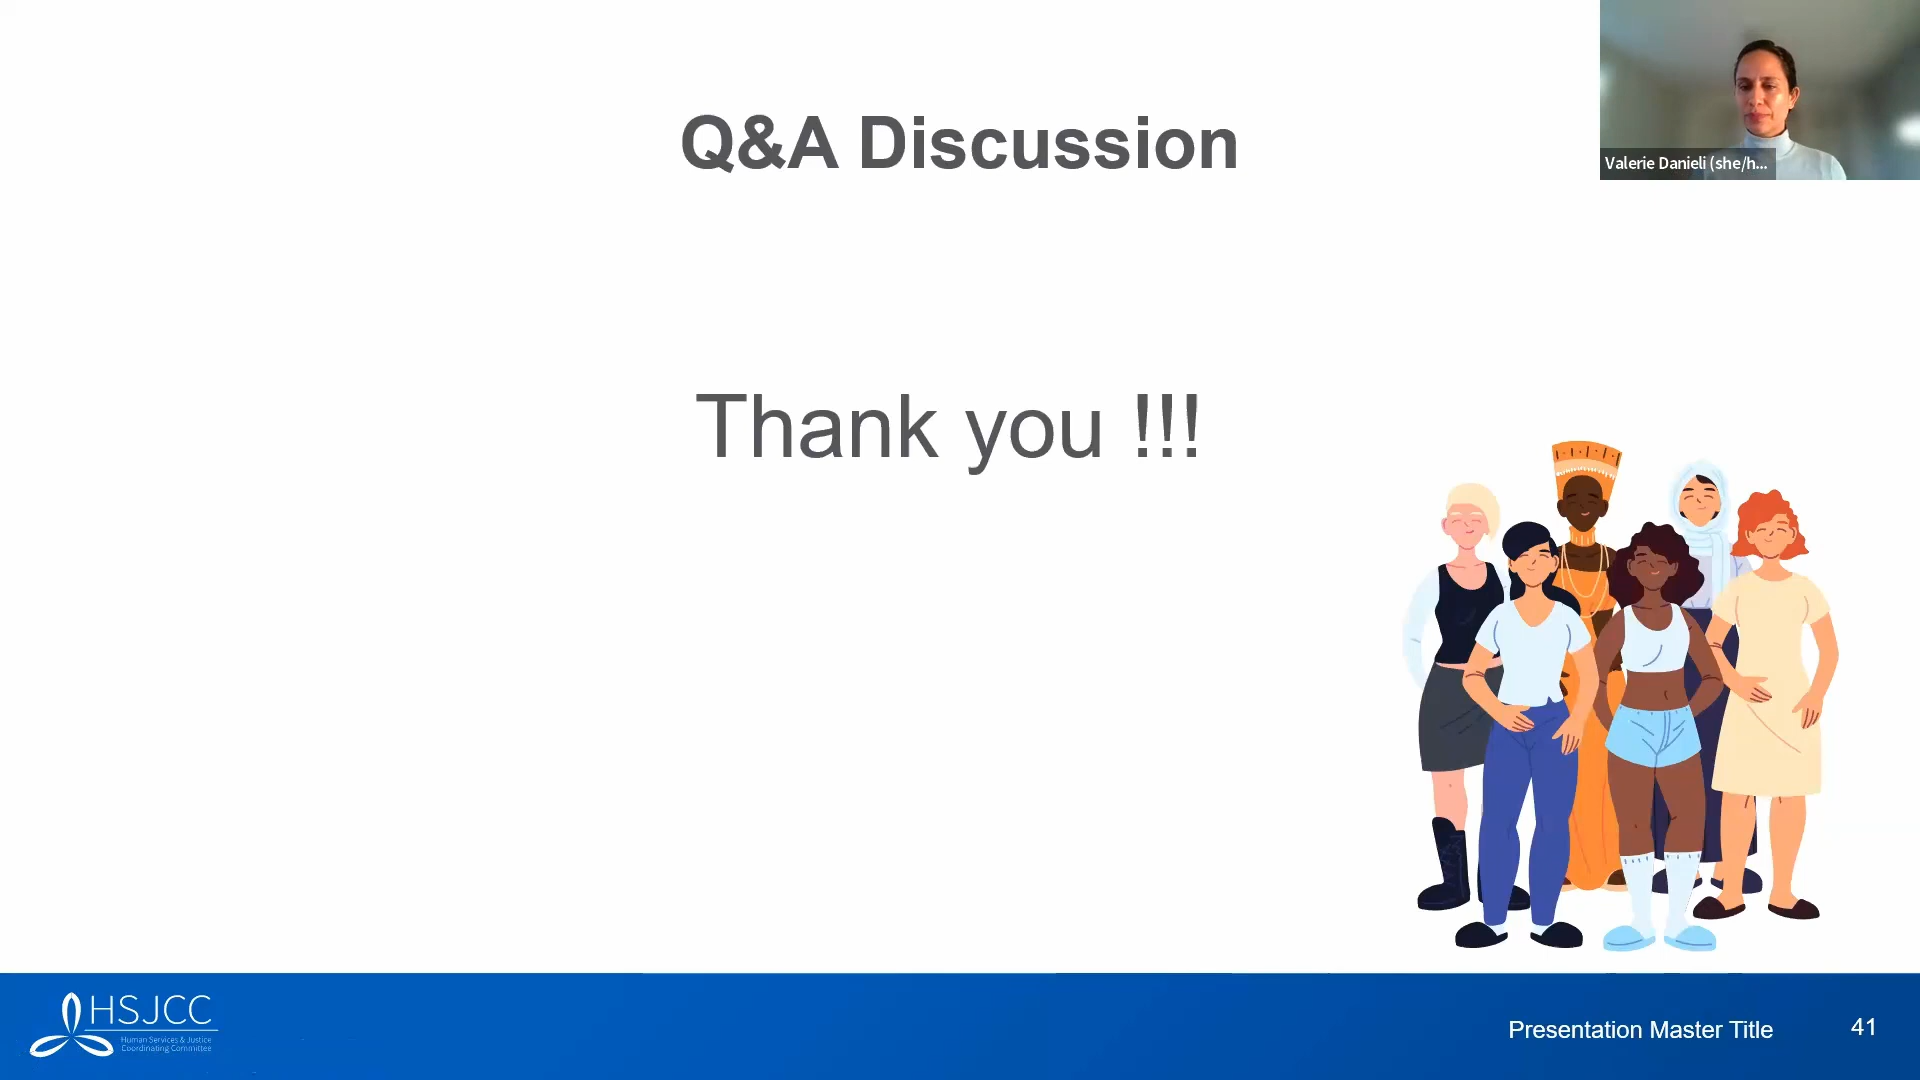 Q&A Discussion
Valerie Danieli (she/h...
Thank you !!!
HSJCC
Human Services & Justice
Coordinating Committee
Presentation Master Title
41